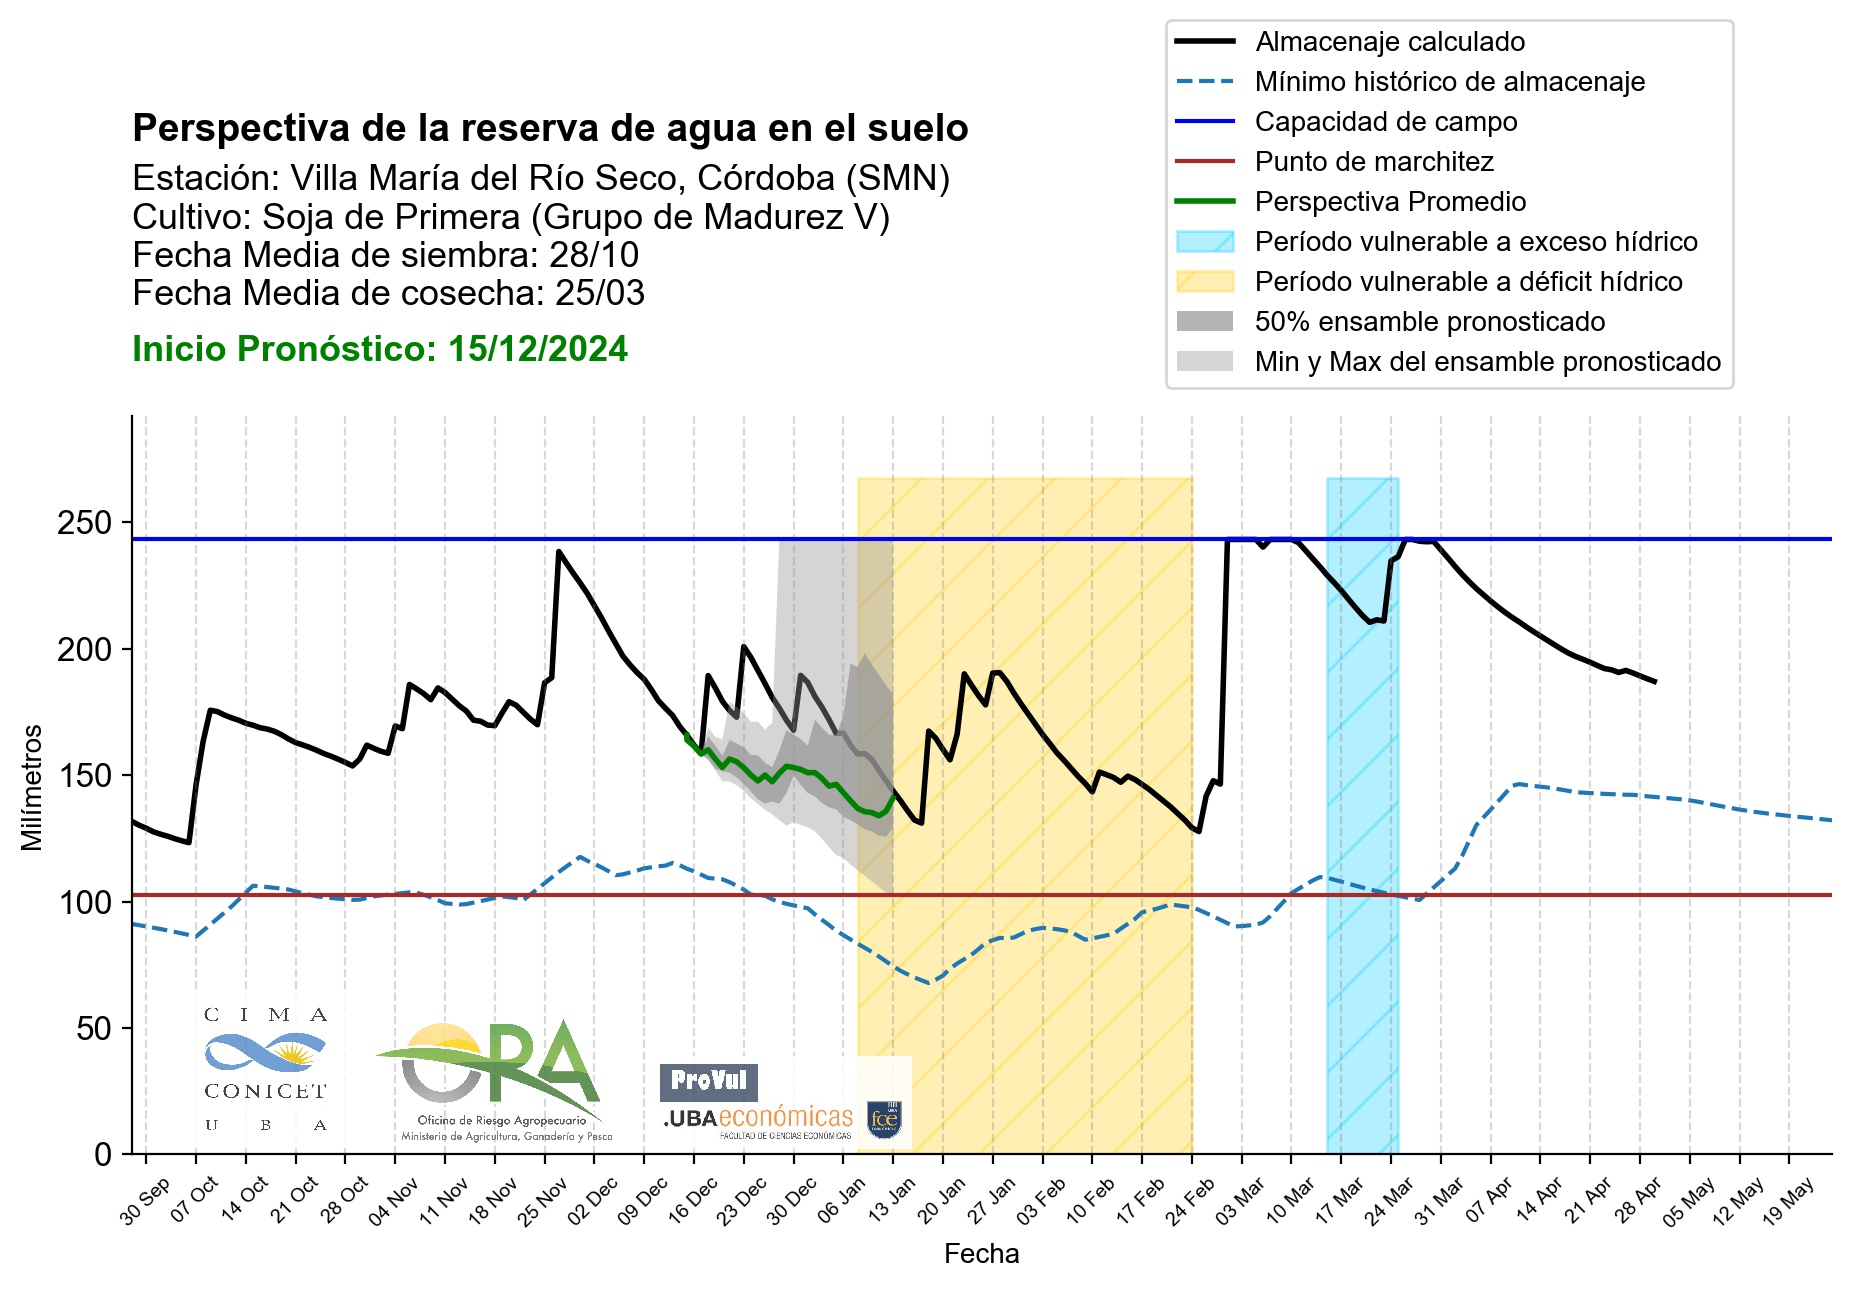 Almacenaje calculado
Mínimo histórico de almacenaje
Capacidad de campo
Punto de marchitez
Perspectiva Promedio
Período vulnerable a exceso hídrico
Período vulnerable a déficit hídrico
50% ensamble pronosticado
Min y Max del ensamble pronosticado
Perspectiva de la reserva de agua en el suelo
Estación: Villa María del Río Seco, Córdoba (SMN)
Cultivo: Soja de Primera (Grupo de Madurez V)
Fecha Media de siembra: 28/10
Fecha Media de cosecha: 25/03
Inicio Pronóstico: 15/12/2024
Milímetros
250
200
150
100
50
0
CIMA
CONICET
UBA
OPA
Oficina de Riesgo Agropecuario
Ministerio de Agricultura, Ganadería y Pesca
ProVul
.UBAeconómicas
FACULTAD DE CIENCIAS ECONÓMICAS
fce
30 Sep
07 Oct
14 Oct
21 Oct
28 Oct
04 Nov
11 Nov
18 Nov
25 Nov
02 Dec
09 Dec
16 Dec
23 Dec
30 Dec
06 Jan
13 Jan
20 Jan
27 Jan
03 Feb
10 Feb
17 Feb
24 Feb
03 Mar
10 Mar
17 Mar
24 Mar
31 Mar
07 Apr
14 Apr
21 Apr
28 Apr
05 May
12 May
19 May
Fecha